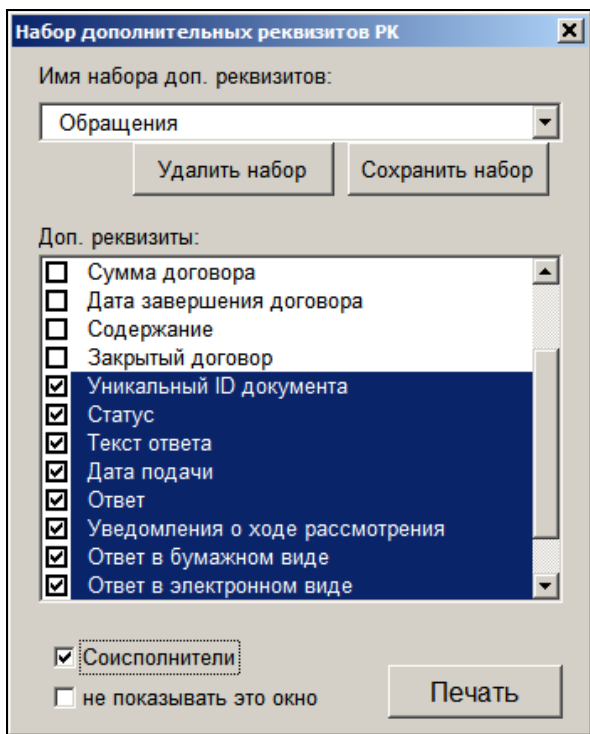 Набор дополнительных реквизитов РК
Имя набора доп. реквизитов:
Обращения
Удалить набор Сохранить набор
Доп. реквизиты:
Сумма договора
Дата завершения договора
Содержание
Закрытый договор
Уникальный ID документа
Статус
Текст ответа
Дата подачи
Ответ
Уведомления о ходе рассмотрения
Ответ в бумажном виде
Ответ в электронном виде
Соисполнители
не показывать это окно
Печать